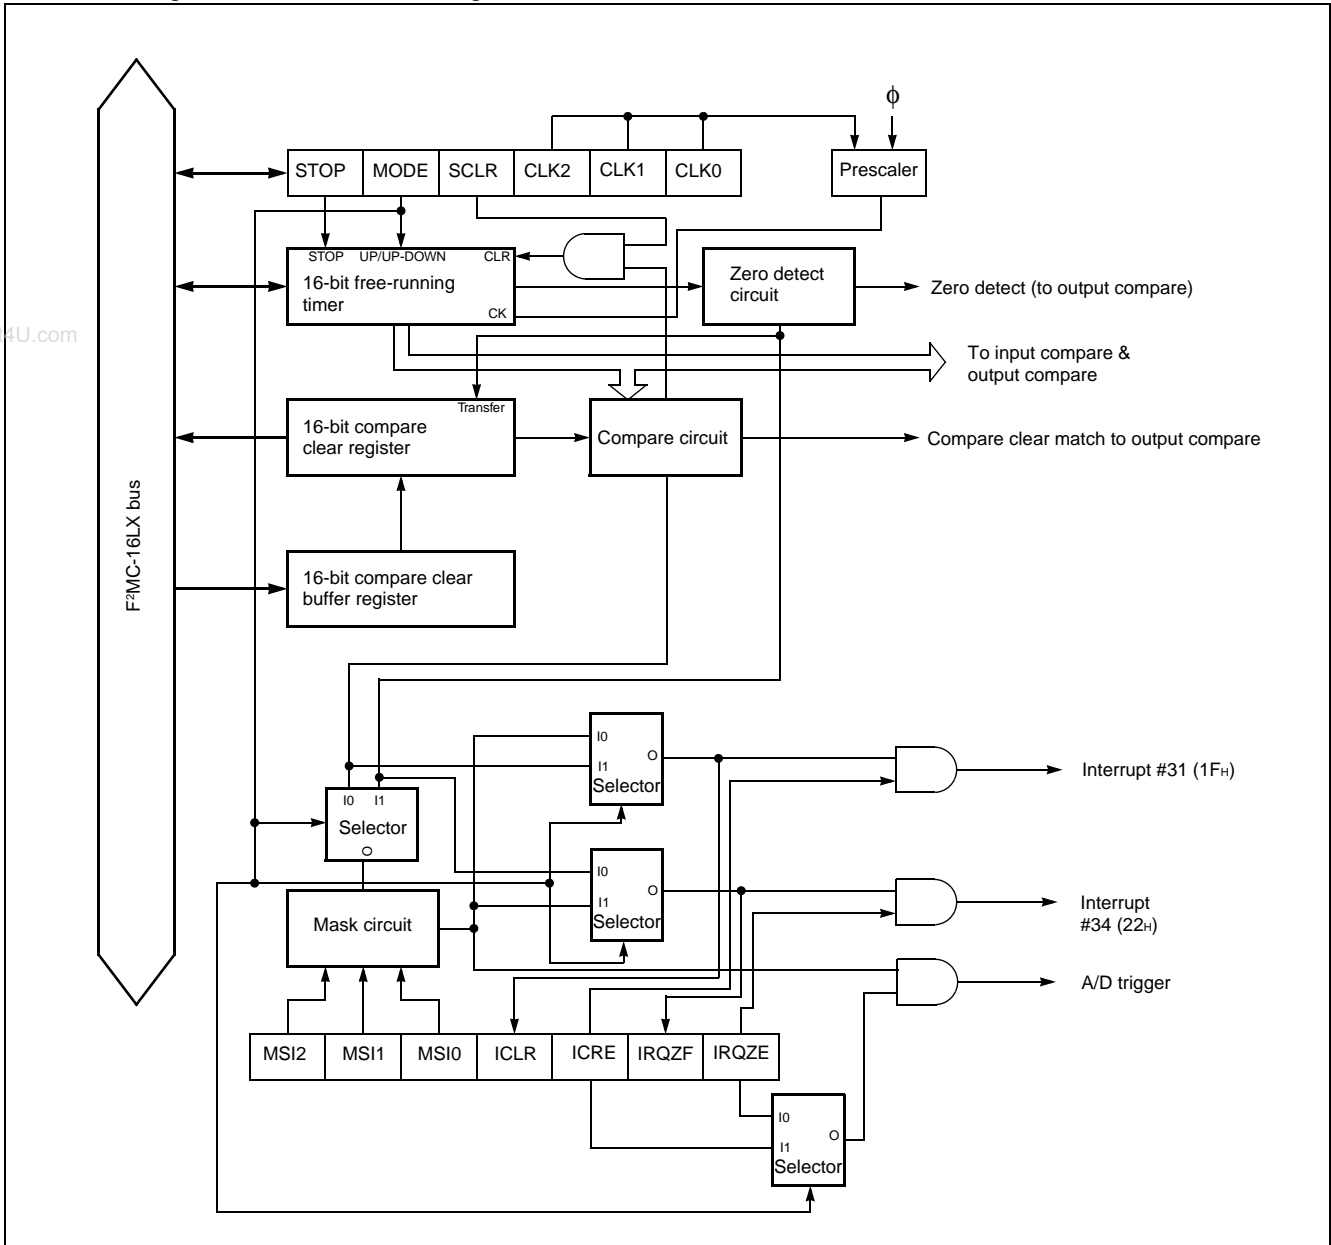 ϕ
STOP MODE SCLR CLK2 CLK1 CLK0
Prescaler
STOP UP/UP-DOWN CLR
16-bit free-running
timer
CK
Zero detect
circuit
Zero detect (to output compare)
t4U.com
To input compare &
output compare
Transfer
16-bit compare
clear register
Compare circuit
Compare clear match to output compare
F²MC-16LX bus
16-bit compare clear
buffer register
I0
I1
O
Selector
Interrupt #31 (1FH)
I0 I1
Selector
O
I0
I1
O
Selector
Mask circuit
Interrupt
#34 (22H)
A/D trigger
MSI2 MSI1 MSI0 ICLR ICRE IRQZF IRQZE
I0
I1
O
Selector